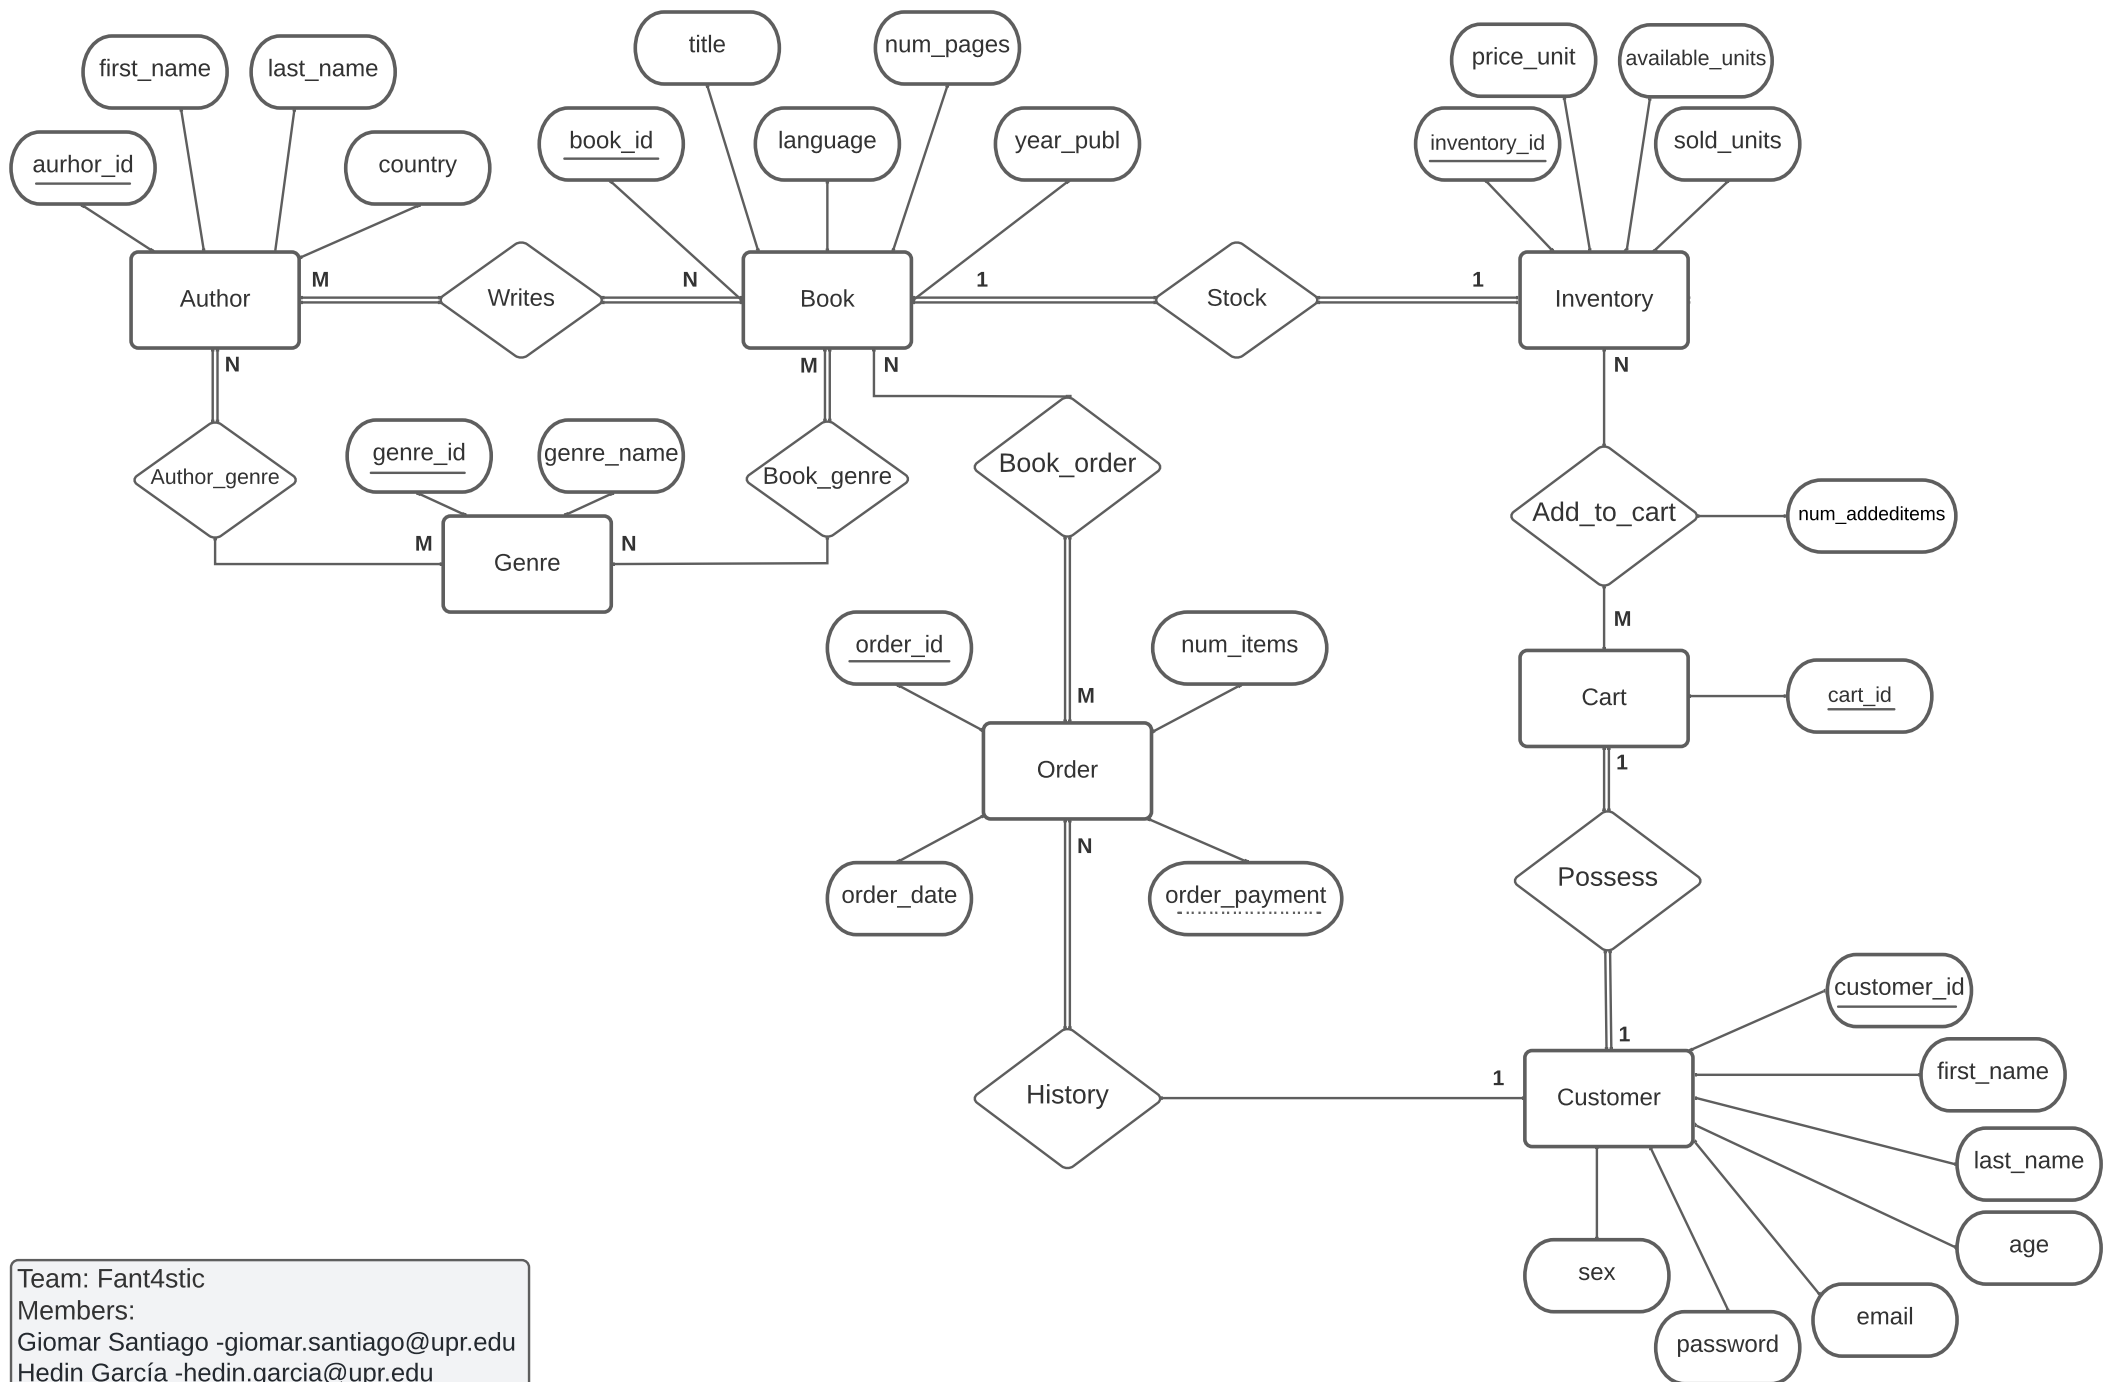 title
num_pages
price_unit
available_units
first_name
last_name
book_id
language
year_publ
inventory_id
sold_units
aurhor_id
country
M
N
1
1
Author
Writes
Book
Stock
Inventory
N
M
N
N
genre_id
genre_name
Author_genre
Book_genre
Book_order
Add_to_cart
num_addeditems
M
N
Genre
M
order_id
num_items
M
Cart
cart_id
Order
1
N
Possess
order_date
order_payment
customer_id
1
first_name
1
History
Customer
last_name
age
sex
email
password
Team: Fant4stic
Members:
Giomar Santiago -giomar.santiago@upr.edu
Hedin García -hedin.garcia@upr.edu